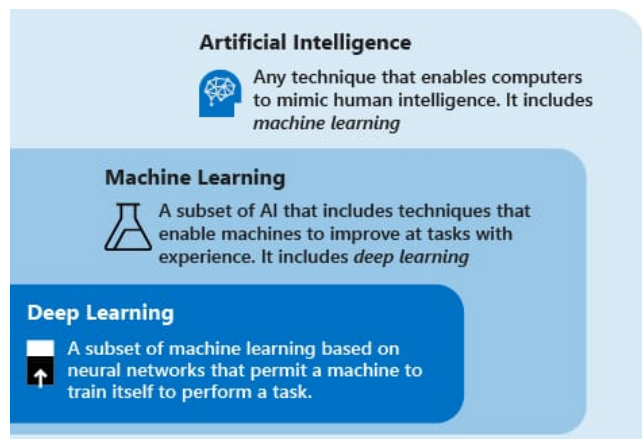 Artificial Intelligence
Any technique that enables computers
to mimic human intelligence. It includes
machine learning
Machine Learning
A subset of AI that includes techniques that
enable machines to improve at tasks with
experience. It includes deep learning
Deep Learning
A subset of machine learning based on
neural networks that permit a machine to
train itself to perform a task.